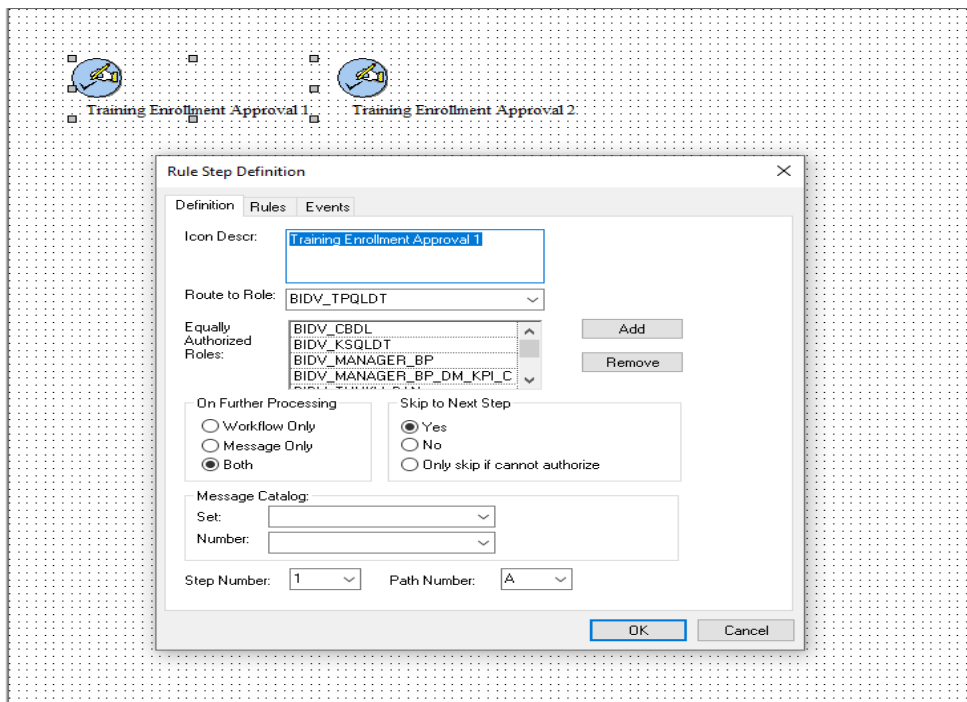 Training Enrollment Approval 1
Training Enrollment Approval 2
Rule Step Definition
Definition Rules Events
Icon Descr: Training Enrollment Approval 1
Route to Role: BIDV_TPQLDT
Equally Authorized Roles:
BIDV_CBDL
BIDV_KSQLDT
BIDV_MANAGER_BP
BIDV_MANAGER_BP_DM_KPI_C
Add
Remove
On Further Processing
Workflow Only
Message Only
Both
Skip to Next Step
Yes
No
Only skip if cannot authorize
Message Catalog:
Set:
Number:
Step Number: 1 Path Number: A
OK Cancel